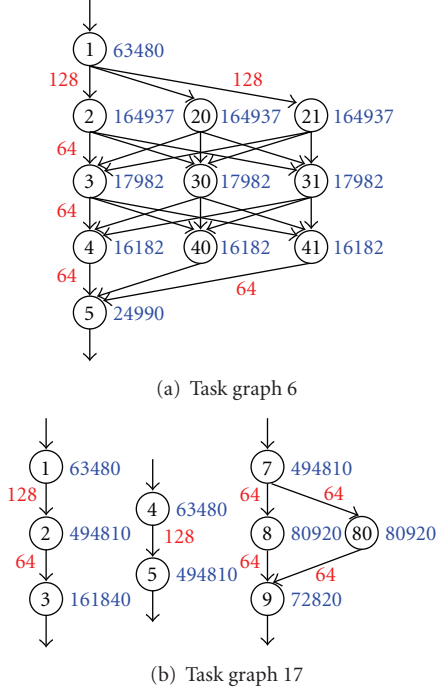 1 63480
128 128
2 164937 20 164937 21 164937
64
3 17982 30 17982 31 17982
64
4 16182 40 16182 41 16182
64 64
5 24990
(a) Task graph 6
1 63480 7 494810
128 4 63480 64 64
2 494810 128 8 80920 80 80920
64 5 494810 64 64
3 161840 9 72820
(b) Task graph 17